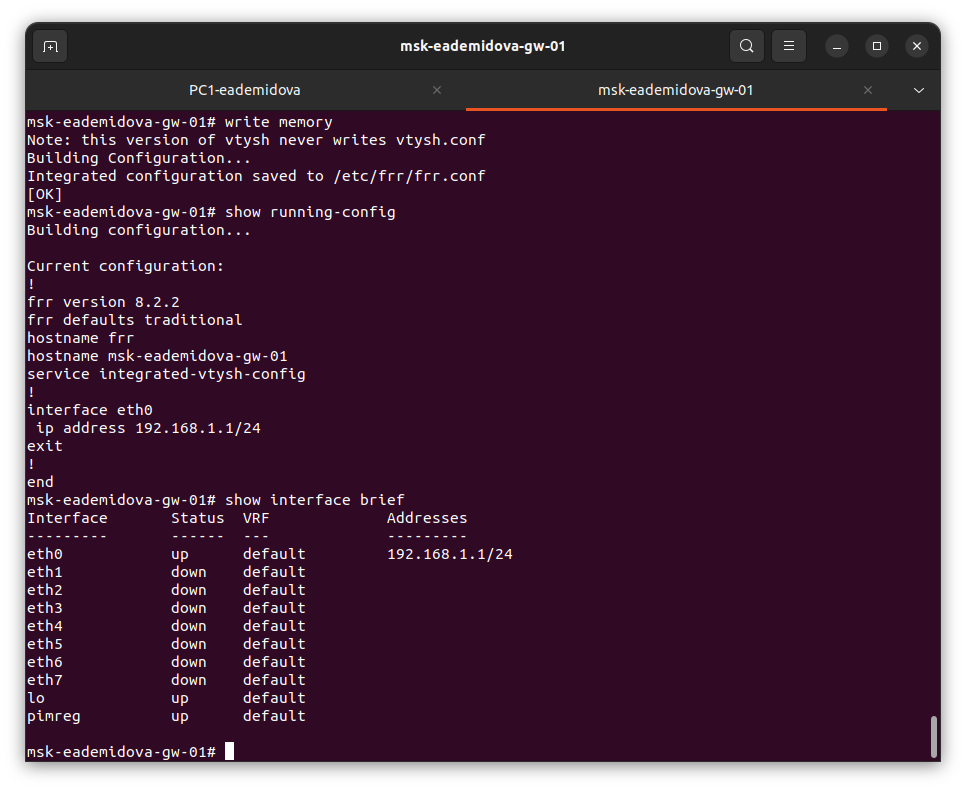 msk-eademidova-gw-01
PC1-eademidova
msk-eademidova-gw-01
msk-eademidova-gw-01# write memory
Note: this version of vtysh never writes vtysh.conf
Building Configuration...
Integrated configuration saved to /etc/frr/frr.conf
[OK]
msk-eademidova-gw-01# show running-config
Building configuration...

Current configuration:
!
frr version 8.2.2
frr defaults traditional
hostname frr
hostname msk-eademidova-gw-01
service integrated-vtysh-config
!
interface eth0
 ip address 192.168.1.1/24
exit
!
end
msk-eademidova-gw-01# show interface brief
Interface       Status  VRF             Addresses
---------       ------  ---             ---------
eth0            up      default         192.168.1.1/24
eth1            down    default
eth2            down    default
eth3            down    default
eth4            down    default
eth5            down    default
eth6            down    default
eth7            down    default
lo              up      default
pimreg          up      default

msk-eademidova-gw-01#